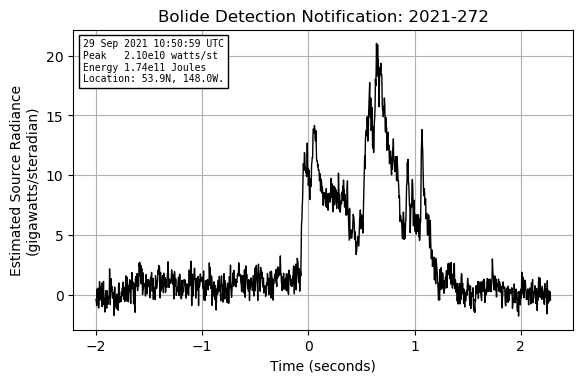 Bolide Detection Notification: 2021-272
29 Sep 2021 10:50:59 UTC
Peak   2.10e10 watts/st
Energy 1.74e11 Joules
Location: 53.9N, 148.0W.
Estimated Source Radiance
(gigawatts/steradian)
20
15
10
5
0
−2
−1
0
1
2
Time (seconds)